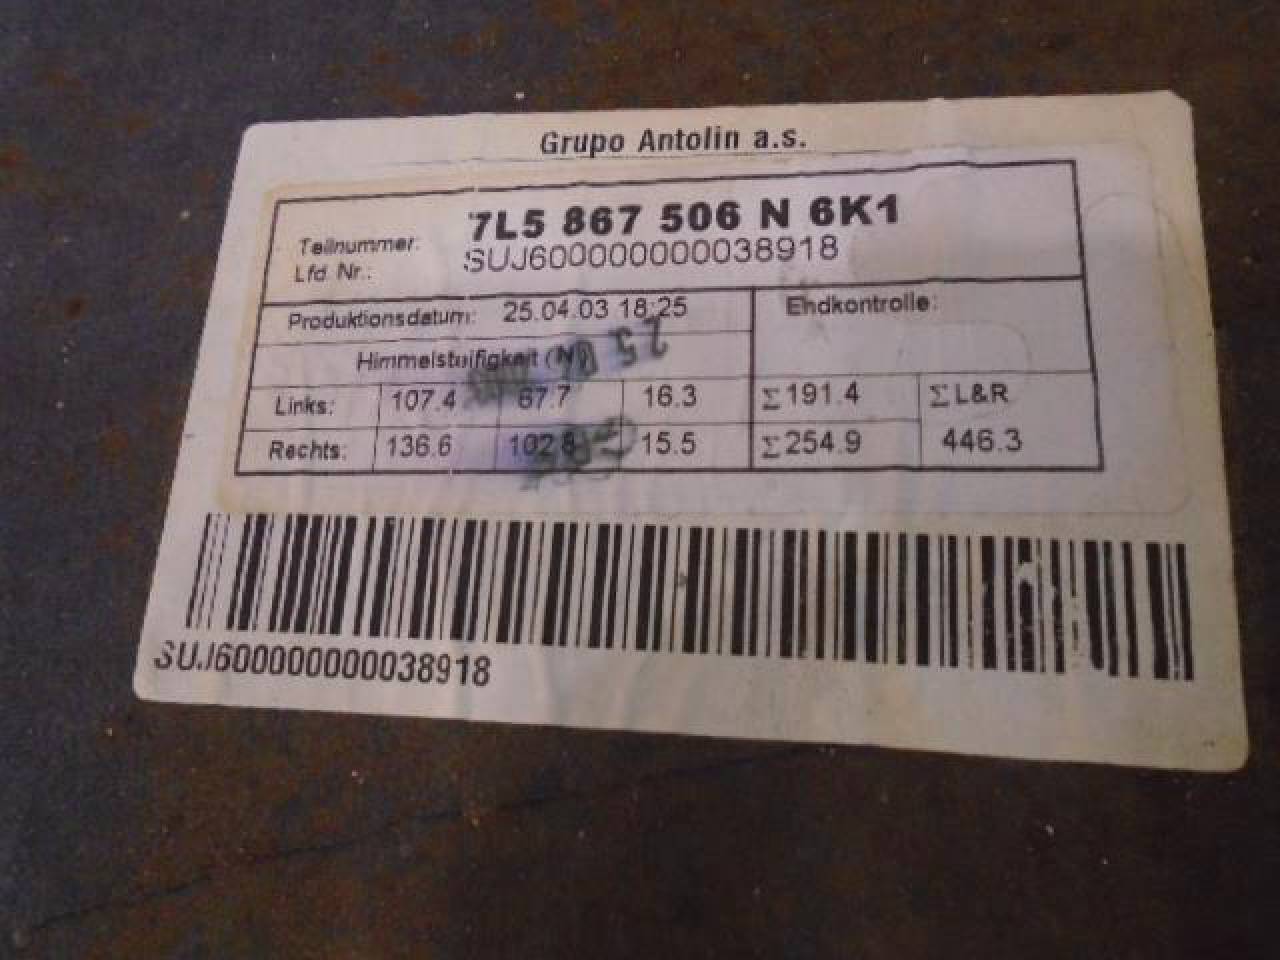 Grupo Antolin a.s.
Teilnummer: 7L5 867 506 N 6K1
Lfd Nr.: SUJ600000000038918
Produktionsdatum: 25.04.03 18:25 Endkontrolle:
Himmelsteifigkeit (N)
25
Links: 107.4 67.7 16.3 Σ191.4 ΣL&R
Rechts: 136.6 102.8 15.5 Σ254.9 446.3
SUJ600000000038918